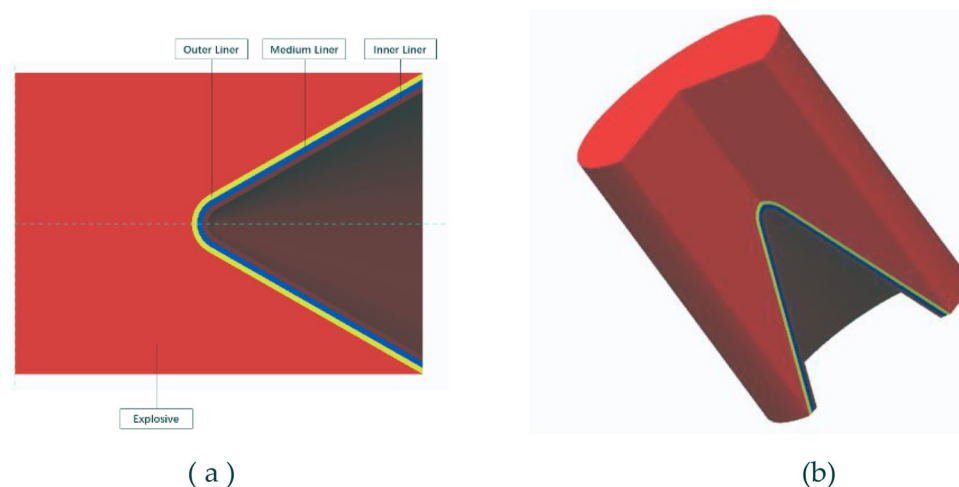 Outer Liner
Medium Liner
Inner Liner
Explosive
( a )
(b)